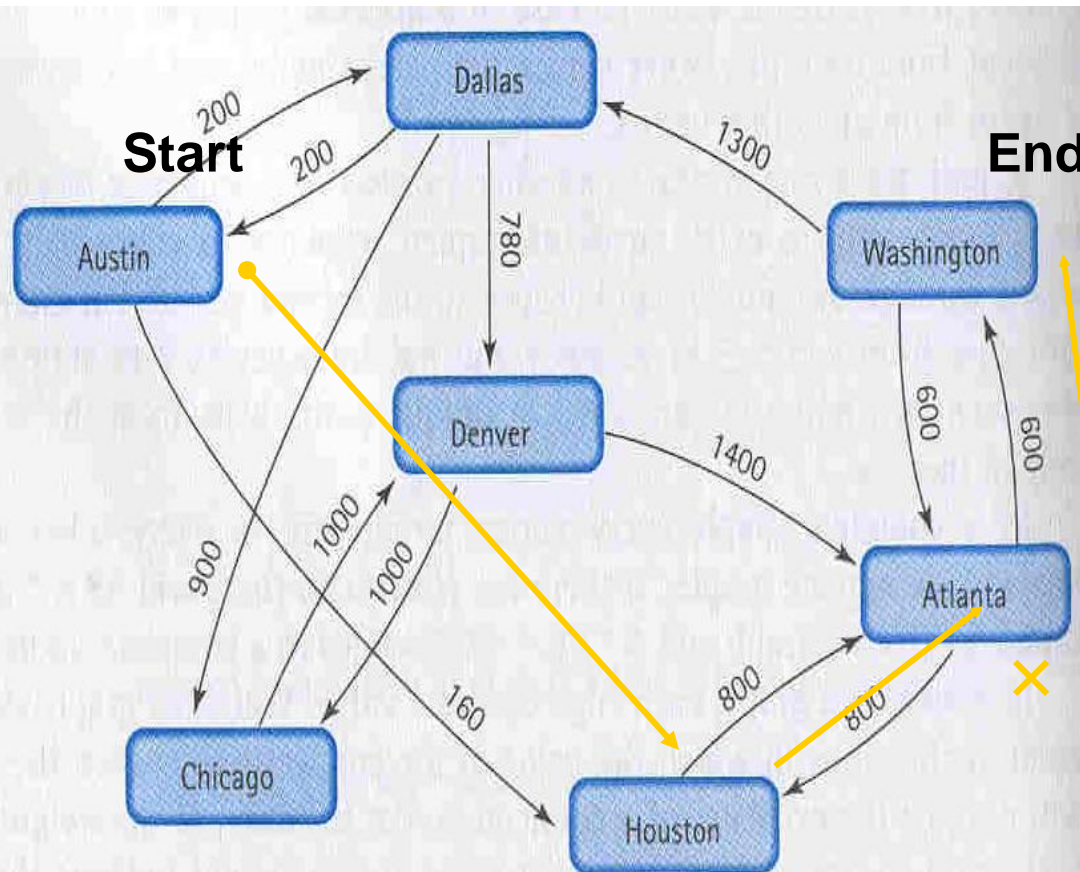 Dallas
200
Start
200
1300
End
Austin
780
Washington
Denver
1400
600
600
900
1000
1000
Atlanta
160
800
800
Chicago
Houston